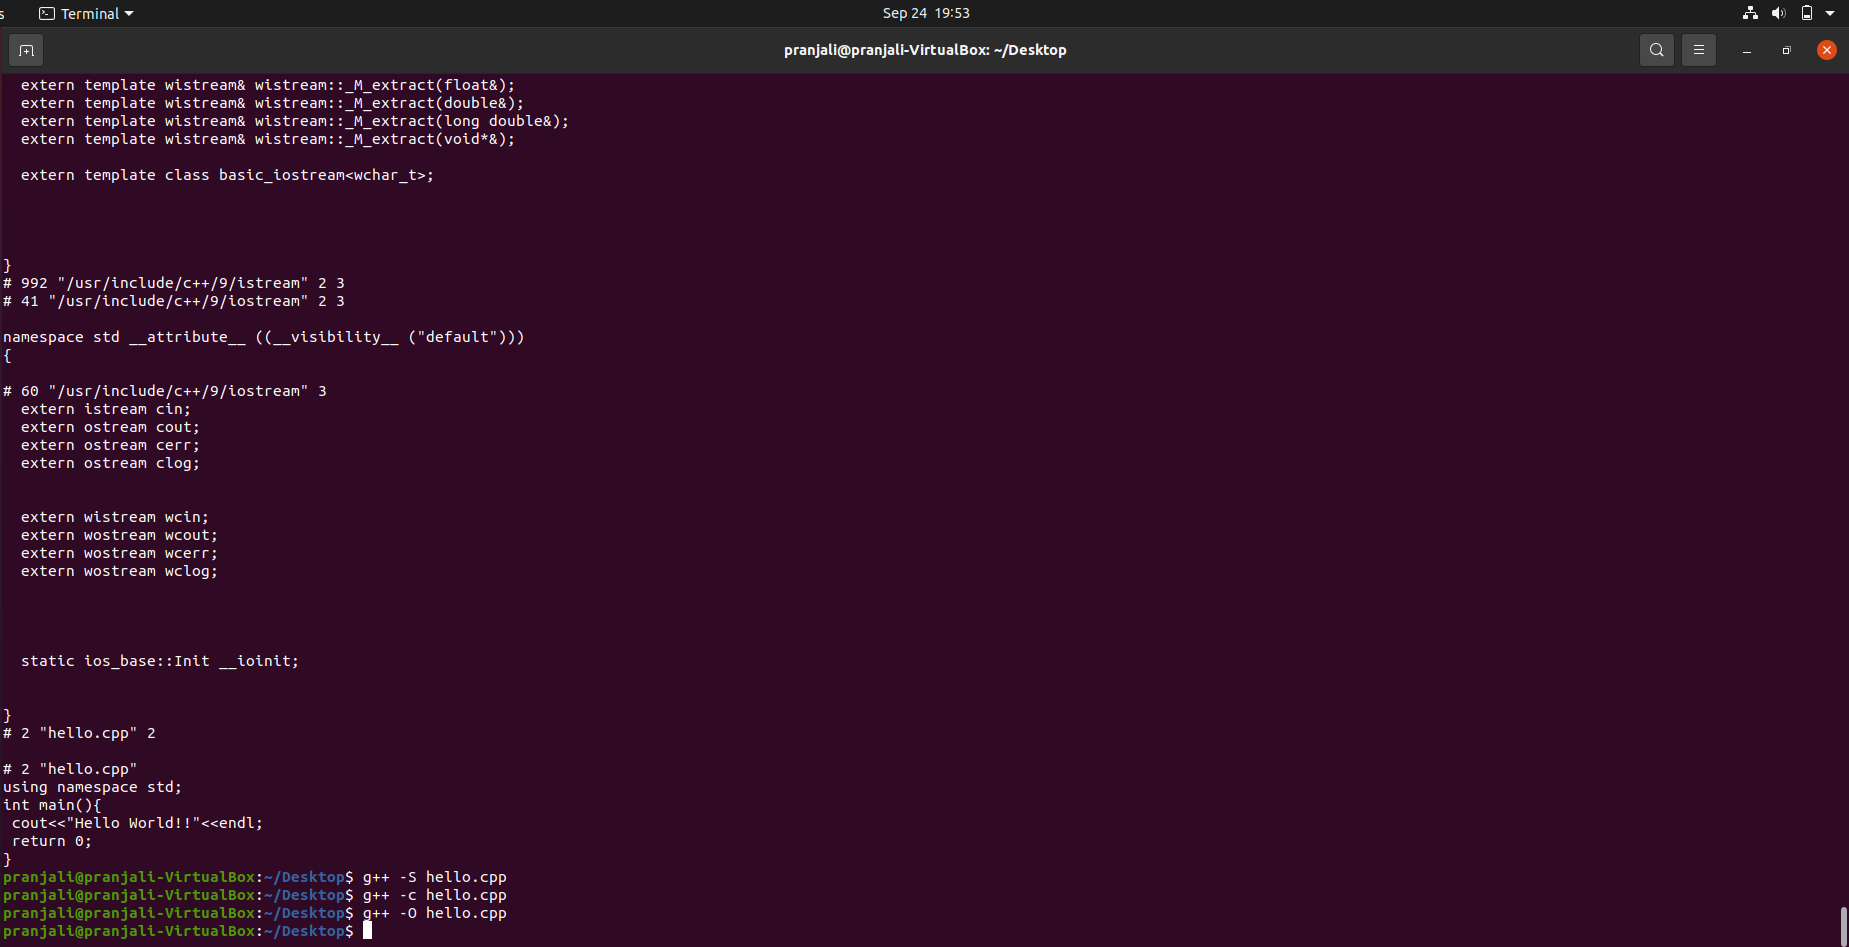 s Terminal Sep 24 19:53
pranjali@pranjali-VirtualBox: ~/Desktop
extern template wistream& wistream::_M_extract(float&);
extern template wistream& wistream::_M_extract(double&);
extern template wistream& wistream::_M_extract(long double&);
extern template wistream& wistream::_M_extract(void*&);
extern template class basic_iostream<wchar_t>;
}
# 992 "/usr/include/c++/9/istream" 2 3
# 41 "/usr/include/c++/9/iostream" 2 3
namespace std __attribute__ ((__visibility__ ("default")))
{
# 60 "/usr/include/c++/9/iostream" 3
extern istream cin;
extern ostream cout;
extern ostream cerr;
extern ostream clog;
extern wistream wcin;
extern wostream wcout;
extern wostream wcerr;
extern wostream wclog;
static ios_base::Init __ioinit;
}
# 2 "hello.cpp" 2
# 2 "hello.cpp"
using namespace std;
int main(){
cout<<"Hello World!!"<<endl;
return 0;
}
pranjali@pranjali-VirtualBox:~/Desktop$ g++ -S hello.cpp
pranjali@pranjali-VirtualBox:~/Desktop$ g++ -c hello.cpp
pranjali@pranjali-VirtualBox:~/Desktop$ g++ -O hello.cpp
pranjali@pranjali-VirtualBox:~/Desktop$